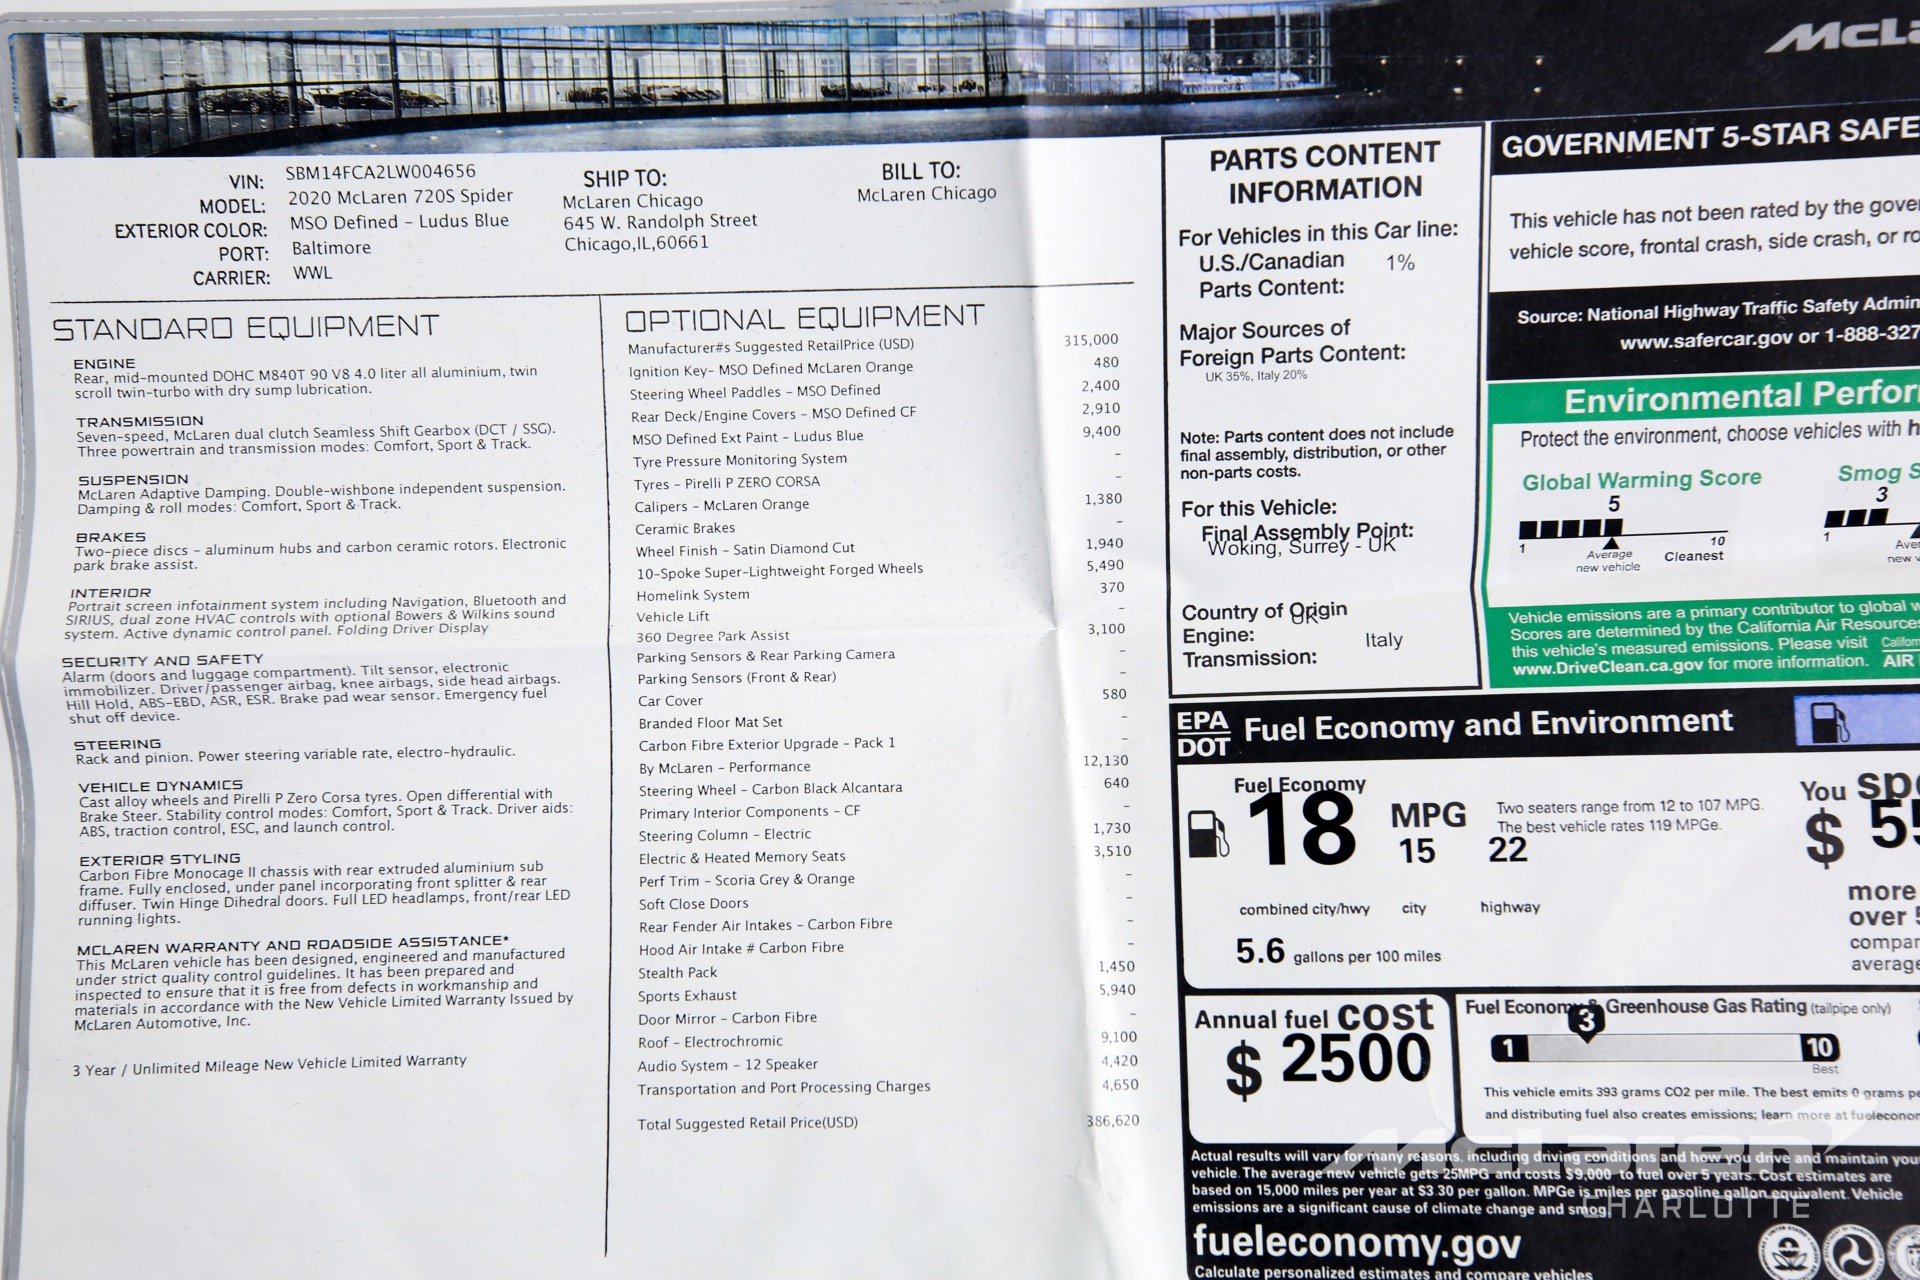 McLa
VIN: SBM14FCA2LW004656
MODEL: 2020 McLaren 720S Spider
EXTERIOR COLOR: MSO Defined - Ludus Blue
PORT: Baltimore
CARRIER: WWL
SHIP TO:
McLaren Chicago
645 W. Randolph Street
Chicago,IL,60661
BILL TO:
McLaren Chicago
STANDARD EQUIPMENT
ENGINE
Rear, mid-mounted DOHC M840T 90 V8 4.0 liter all aluminium, twin
scroll twin-turbo with dry sump lubrication.
TRANSMISSION
Seven-speed, McLaren dual clutch Seamless Shift Gearbox (DCT / SSG).
Three powertrain and transmission modes: Comfort, Sport & Track.
SUSPENSION
McLaren Adaptive Damping. Double-wishbone independent suspension.
Damping & roll modes: Comfort, Sport & Track.
BRAKES
Two-piece discs - aluminum hubs and carbon ceramic rotors. Electronic
park brake assist.
INTERIOR
Portrait screen infotainment system including Navigation, Bluetooth and
SIRIUS, dual zone HVAC controls with optional Bowers & Wilkins sound
system. Active dynamic control panel. Folding Driver Display
SECURITY AND SAFETY
Alarm (doors and luggage compartment). Tilt sensor, electronic
immobilizer. Driver/passenger airbag, knee airbags, side head airbags.
Hill Hold, ABS-EBD, ASR, ESR. Brake pad wear sensor. Emergency fuel
shut off device.
STEERING
Rack and pinion. Power steering variable rate, electro-hydraulic.
VEHICLE DYNAMICS
Cast alloy wheels and Pirelli P Zero Corsa tyres. Open differential with
Brake Steer. Stability control modes: Comfort, Sport & Track. Driver aids:
ABS, traction control, ESC, and launch control.
EXTERIOR STYLING
Carbon Fibre Monocage II chassis with rear extruded aluminium sub
frame. Fully enclosed, under panel incorporating front splitter & rear
diffuser. Twin Hinge Dihedral doors. Full LED headlamps, front/rear LED
running lights.
MCLAREN WARRANTY AND ROADSIDE ASSISTANCE*
This McLaren vehicle has been designed, engineered and manufactured
under strict quality control guidelines. It has been prepared and
inspected to ensure that it is free from defects in workmanship and
materials in accordance with the New Vehicle Limited Warranty Issued by
McLaren Automotive, Inc.
3 Year / Unlimited Mileage New Vehicle Limited Warranty
OPTIONAL EQUIPMENT
Manufacturer#s Suggested RetailPrice (USD) 315,000
Ignition Key- MSO Defined McLaren Orange 480
Steering Wheel Paddles - MSO Defined 2,400
Rear Deck/Engine Covers - MSO Defined CF 2,910
MSO Defined Ext Paint - Ludus Blue 9,400
Tyre Pressure Monitoring System -
Tyres - Pirelli P ZERO CORSA -
Calipers - McLaren Orange 1,380
Ceramic Brakes -
Wheel Finish - Satin Diamond Cut 1,940
10-Spoke Super-Lightweight Forged Wheels 5,490
Homelink System 370
Vehicle Lift -
360 Degree Park Assist 3,100
Parking Sensors & Rear Parking Camera -
Parking Sensors (Front & Rear) -
Car Cover 580
Branded Floor Mat Set -
Carbon Fibre Exterior Upgrade - Pack 1 -
By McLaren - Performance 12,130
Steering Wheel - Carbon Black Alcantara 640
Primary Interior Components - CF -
Steering Column - Electric 1,730
Electric & Heated Memory Seats 3,510
Perf Trim - Scoria Grey & Orange -
Soft Close Doors -
Rear Fender Air Intakes - Carbon Fibre -
Hood Air Intake # Carbon Fibre -
Stealth Pack 1,450
Sports Exhaust 5,940
Door Mirror - Carbon Fibre -
Roof - Electrochromic 9,100
Audio System - 12 Speaker 4,420
Transportation and Port Processing Charges 4,650
Total Suggested Retail Price(USD) 386,620
PARTS CONTENT
INFORMATION
For Vehicles in this Car line:
U.S./Canadian 1%
Parts Content:
Major Sources of
Foreign Parts Content:
UK 35%, Italy 20%
Note: Parts content does not include
final assembly, distribution, or other
non-parts costs.
For this Vehicle:
Final Assembly Point:
Woking, Surrey - UK
Country of Origin
Engine: UK
Transmission: Italy
GOVERNMENT 5-STAR SAFE
This vehicle has not been rated by the gover
vehicle score, frontal crash, side crash, or ro
Source: National Highway Traffic Safety Admin
www.safercar.gov or 1-888-327
Environmental Perfor
Protect the environment, choose vehicles with h
Global Warming Score
5
1 10
Average
new vehicle
Cleanest
Smog S
3
1
Aver
new v
Vehicle emissions are a primary contributor to global w
Scores are determined by the California Air Resources
this vehicle's measured emissions. Please visit
www.DriveClean.ca.gov for more information.
Californ
AIR
EPA
DOT
Fuel Economy and Environment
Fuel Economy
18 MPG
15 22
combined city/hwy city highway
5.6 gallons per 100 miles
Two seaters range from 12 to 107 MPG.
The best vehicle rates 119 MPGe.
You spe
$ 55
more
over 5
compar
average
Annual fuel cost
$ 2500
Fuel Economy & Greenhouse Gas Rating (tailpipe only)
3
1 10
Best
This vehicle emits 393 grams CO2 per mile. The best emits 0 grams pe
and distributing fuel also creates emissions; learn more at fueleconom
Actual results will vary for many reasons, including driving conditions and how you drive and maintain your
vehicle. The average new vehicle gets 25MPG and costs $9,000 to fuel over 5 years. Cost estimates are
based on 15,000 miles per year at $3.30 per gallon. MPGe is miles per gasoline gallon equivalent. Vehicle
emissions are a significant cause of climate change and smog.
fueleconomy.gov
Calculate personalized estimates and compare vehicles
McLaren
CHARLOTTE